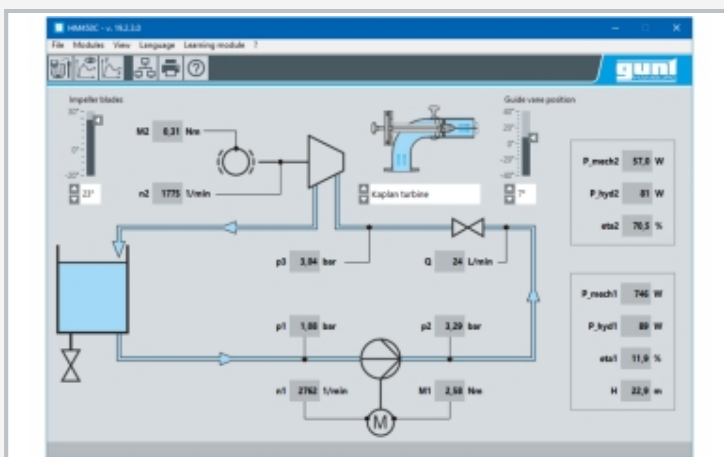 HM450C - v. 19.2.3.0
File Modules View Language Learning module ?
gunt
Impeller blades
Guide vane position
M2 0,31 Nm
n2 1775 1/min
23°
Kaplan turbine
7°
P_mech2 57,0 W
P_hyd2 81 W
eta2 70,5 %
p3 3,04 bar
Q 24 L/min
p1 1,08 bar
p2 3,29 bar
P_mech1 746 W
P_hyd1 89 W
eta1 11,9 %
H 22,9 m
n1 2762 1/min
M1 2,58 Nm
M